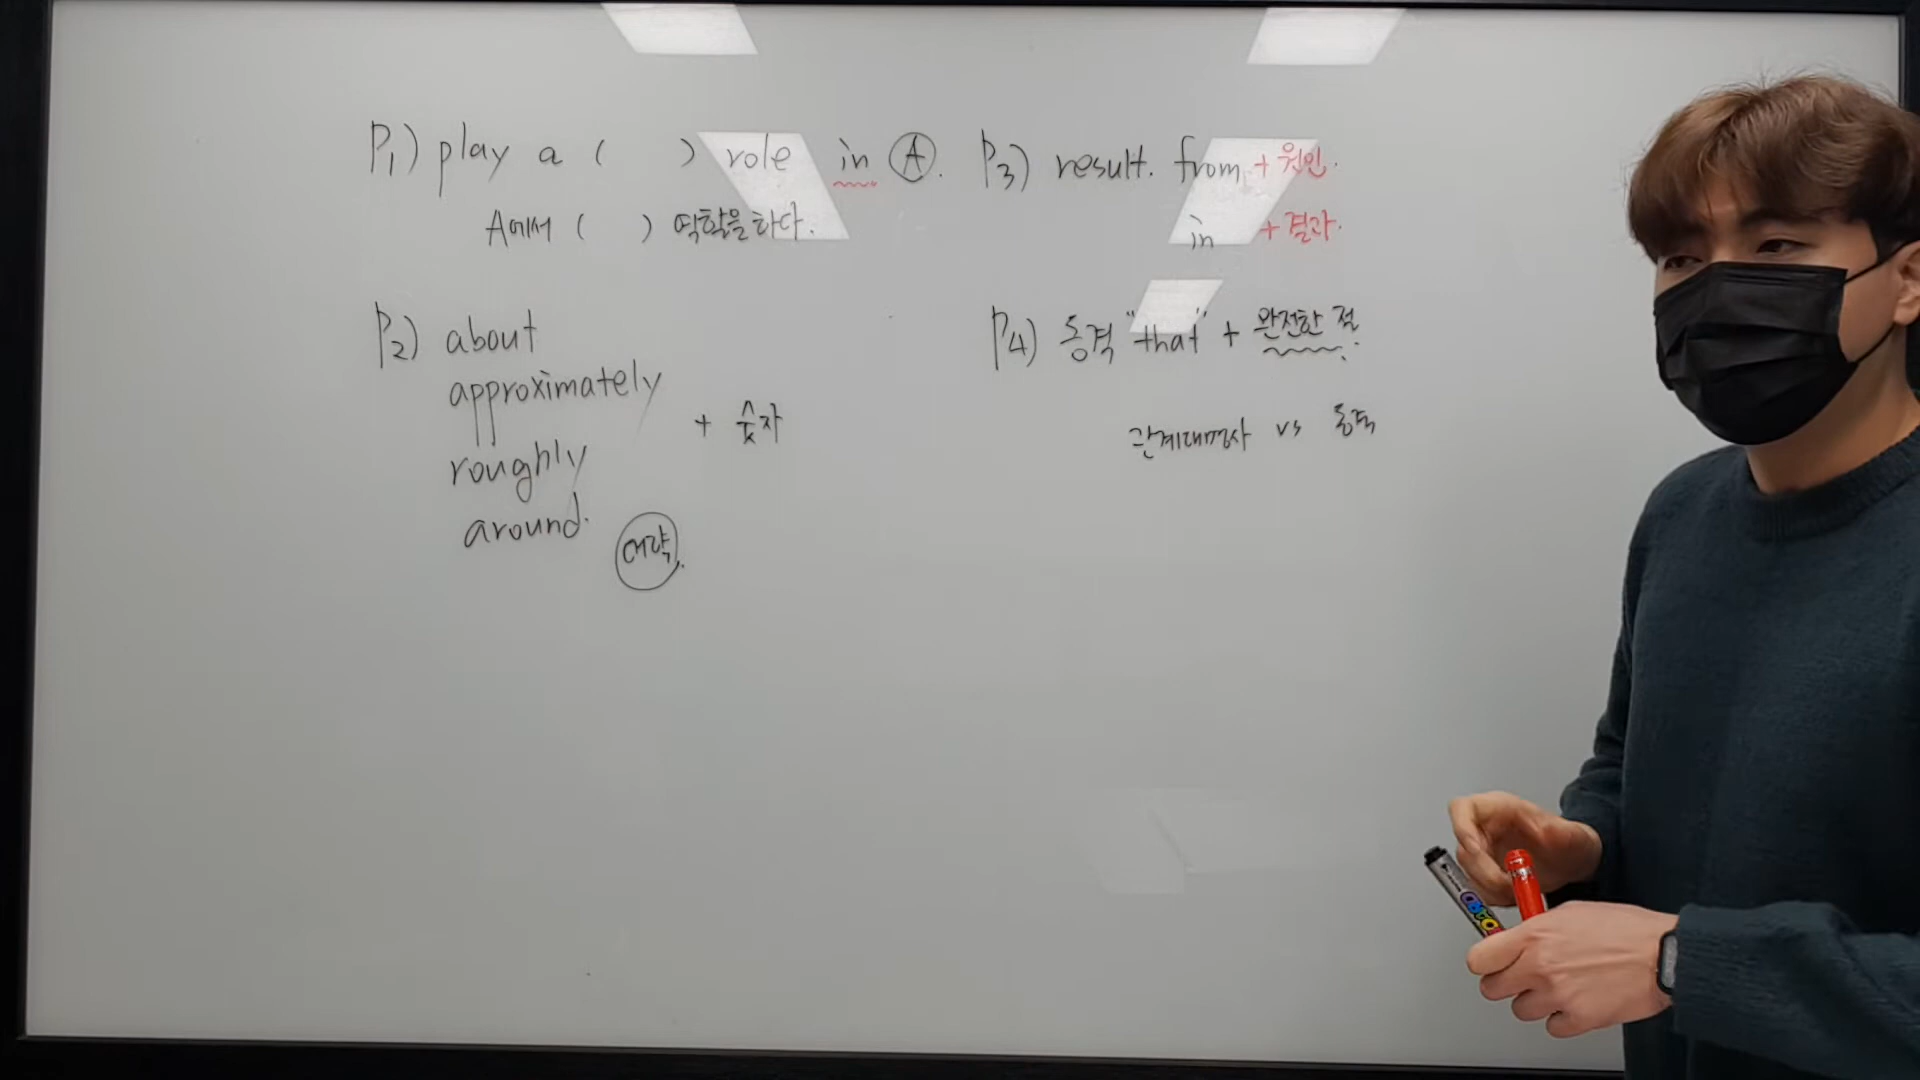 P1) play a ( ) role in Ⓐ.
A에서 ( ) 역할을 하다.
P2) about
approximately
roughly
around.
+ 숫자
대략.
P3) result. from + 원인.
in + 결과.
P4) 동격 "that" + 완전한 절.
관계대명사 vs 동격